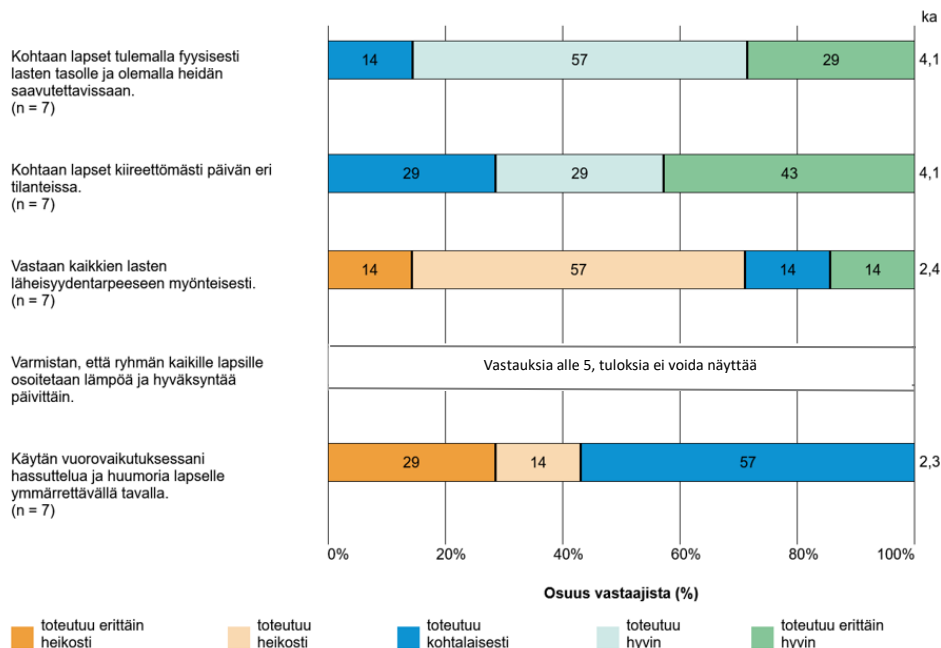 ka
Kohtaan lapset tulemalla fyysisesti
lasten tasolle ja olemalla heidän
saavutettavissaan.
(n = 7)
14 57 29 4,1
Kohtaan lapset kiireettömästi päivän eri
tilanteissa.
(n = 7)
29 29 43 4,1
Vastaan kaikkien lasten
läheisyydentarpeeseen myönteisesti.
(n = 7)
14 57 14 14 2,4
Varmistan, että ryhmän kaikille lapsille
osoitetaan lämpöä ja hyväksyntää
päivittäin.
Vastauksia alle 5, tuloksia ei voida näyttää
Käytän vuorovaikutuksessani
hassuttelua ja huumoria lapselle
ymmärrettävällä tavalla.
(n = 7)
29 14 57 2,3
0% 20% 40% 60% 80% 100%
Osuus vastaajista (%)
toteutuu erittäin
heikosti
toteutuu
heikosti
toteutuu
kohtalaisesti
toteutuu
hyvin
toteutuu erittäin
hyvin